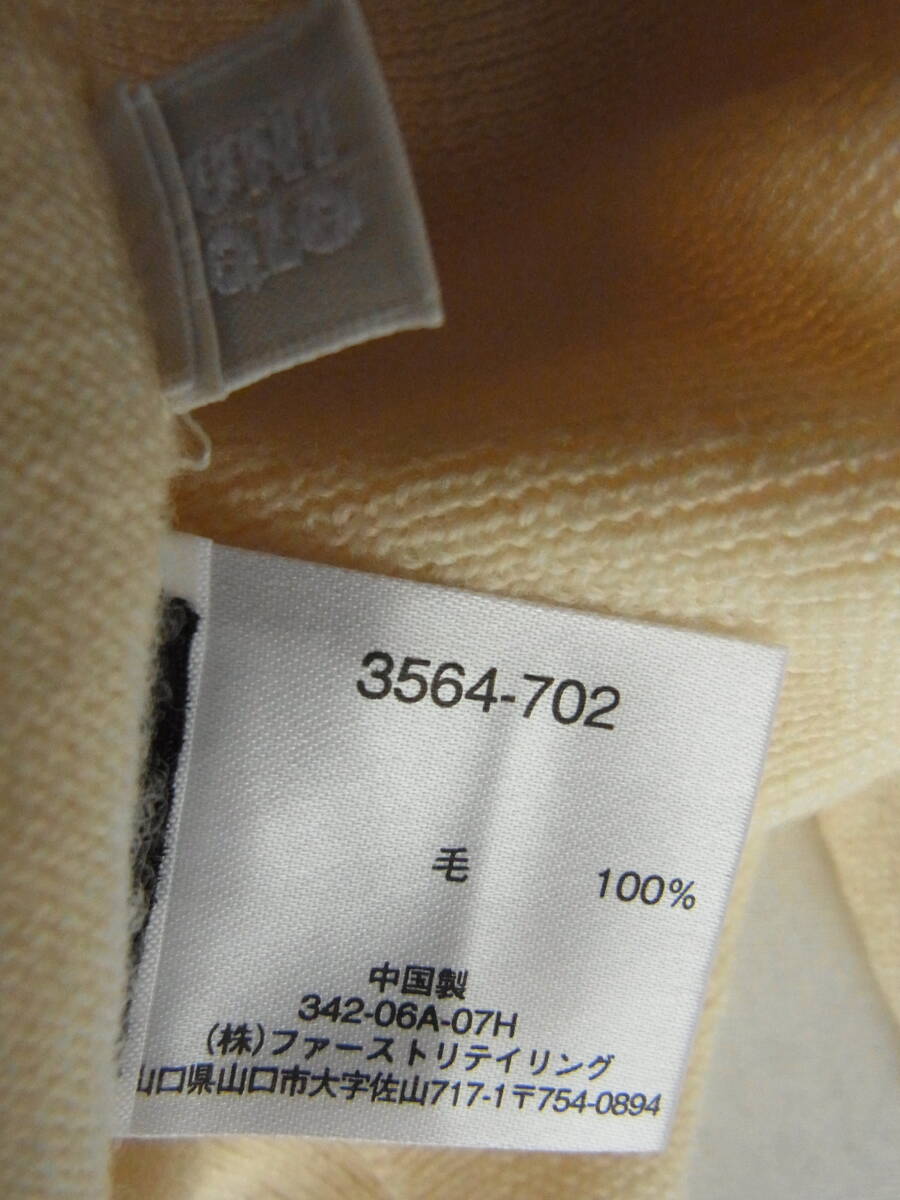 UNI
QLO
3564-702
毛 100%
中国製
342-06A-07H
(株)ファーストリテイリング
山口県山口市大字佐山717-1〒754-0894